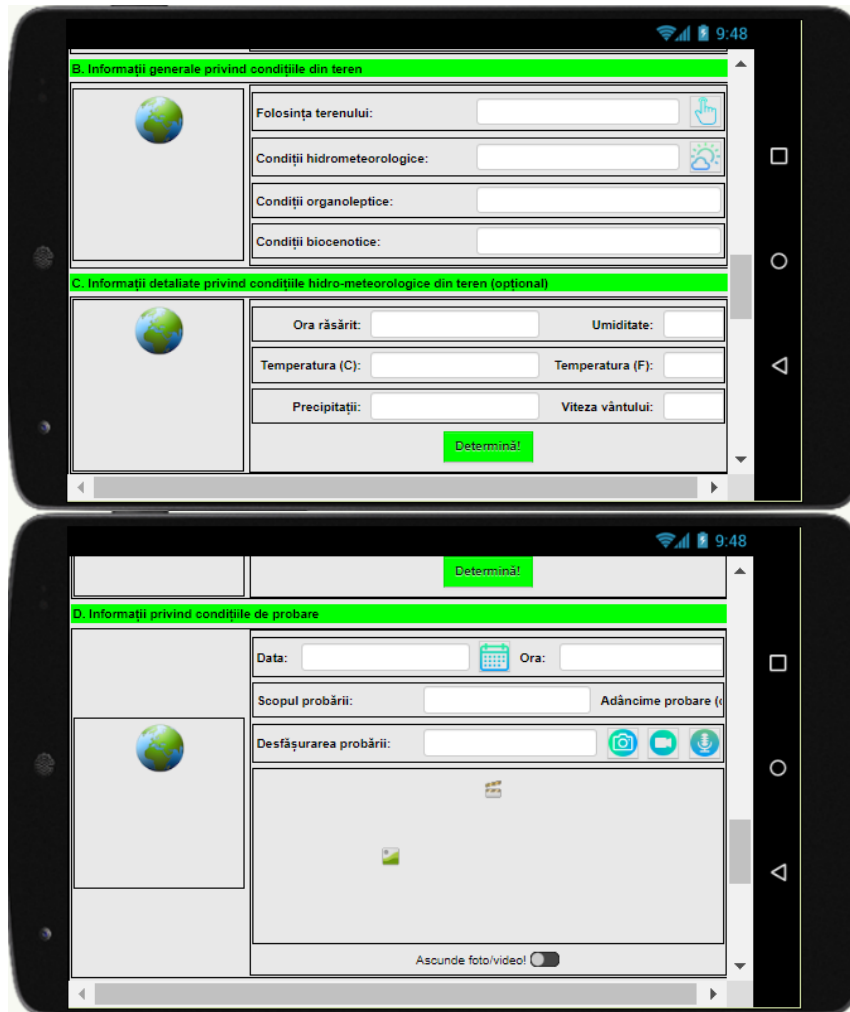 9:48
B. Informații generale privind condițiile din teren
Folosința terenului:
Condiții hidrometeorologice:
Condiții organoleptice:
Condiții biocenotice:
C. Informații detaliate privind condițiile hidro-meteorologice din teren (opțional)
Ora răsărit: Umiditate:
Temperatura (C): Temperatura (F):
Precipitații: Viteza vântului:
Determină!
9:48
Determină!
D. Informații privind condițiile de probare
Data: Ora:
Scopul probării: Adâncime probare (c
Desfășurarea probării:
Ascunde foto/video!